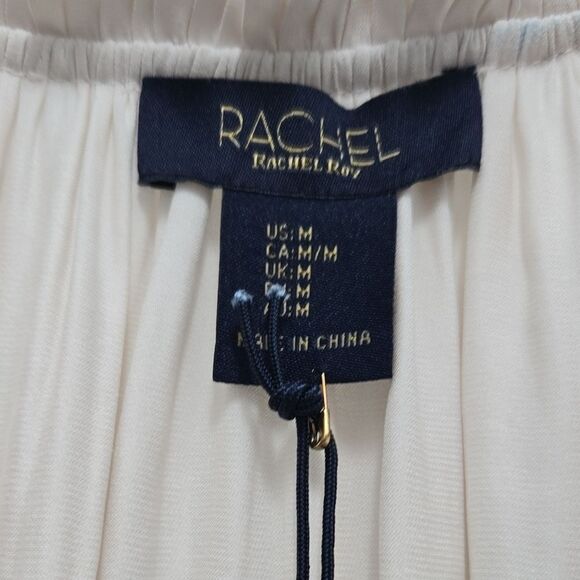 RACHEL
RACHEL ROY
US:M
CA:M/M
UK:M
M
:M
IN CHINA